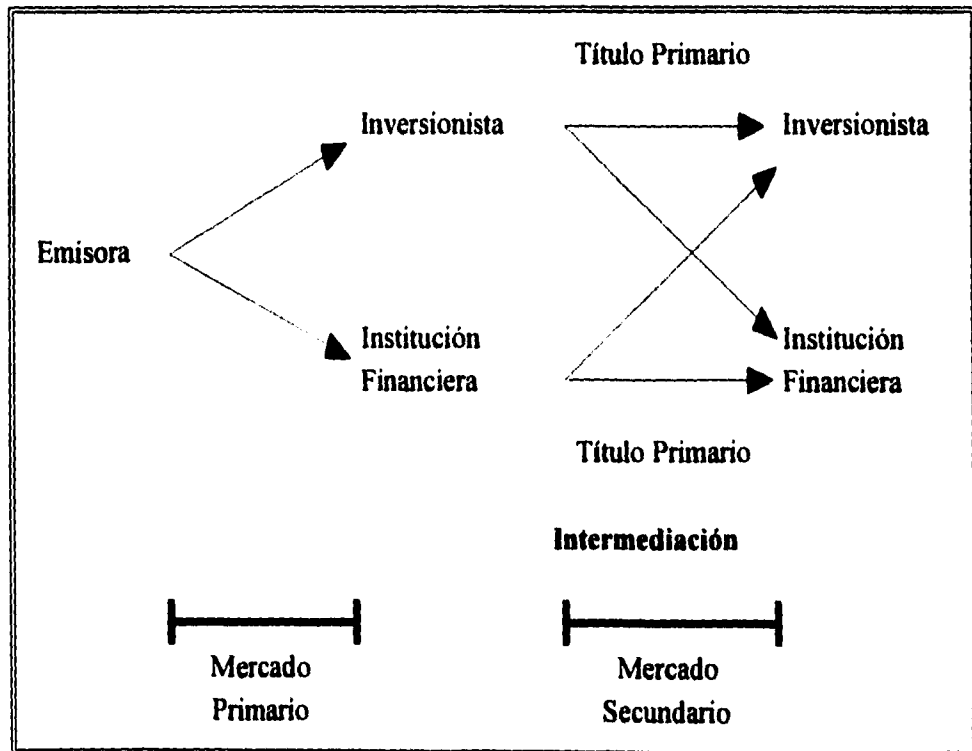 Título Primario
Inversionista
Inversionista
Emisora
Institución
Financiera
Institución
Financiera
Título Primario
Intermediación
Mercado
Primario
Mercado
Secundario